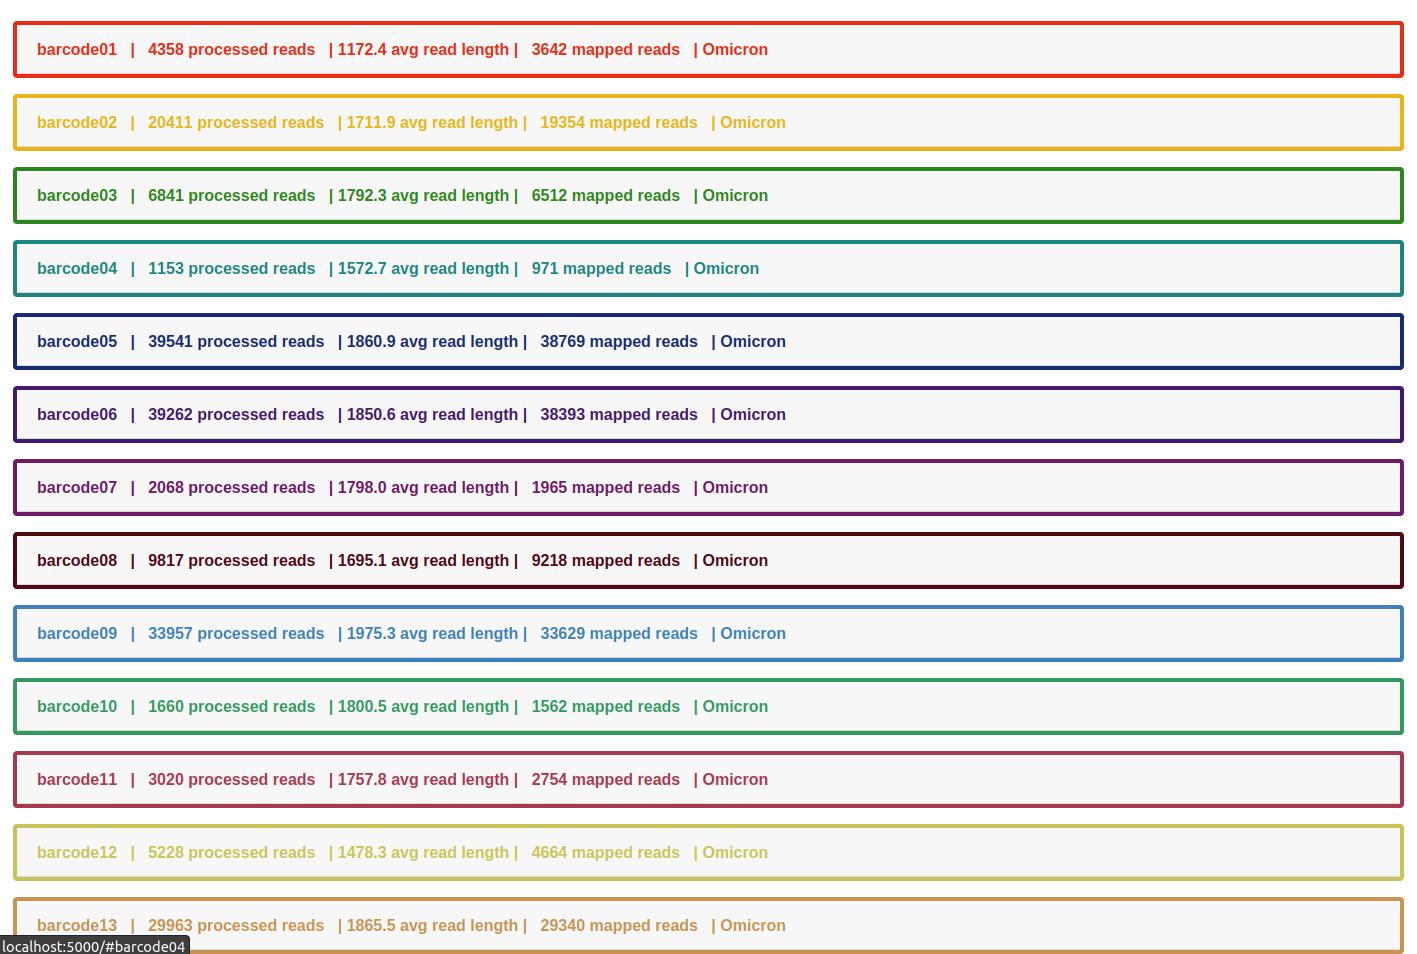 barcode01 | 4358 processed reads | 1172.4 avg read length | 3642 mapped reads | Omicron
barcode02 | 20411 processed reads | 1711.9 avg read length | 19354 mapped reads | Omicron
barcode03 | 6841 processed reads | 1792.3 avg read length | 6512 mapped reads | Omicron
barcode04 | 1153 processed reads | 1572.7 avg read length | 971 mapped reads | Omicron
barcode05 | 39541 processed reads | 1860.9 avg read length | 38769 mapped reads | Omicron
barcode06 | 39262 processed reads | 1850.6 avg read length | 38393 mapped reads | Omicron
barcode07 | 2068 processed reads | 1798.0 avg read length | 1965 mapped reads | Omicron
barcode08 | 9817 processed reads | 1695.1 avg read length | 9218 mapped reads | Omicron
barcode09 | 33957 processed reads | 1975.3 avg read length | 33629 mapped reads | Omicron
barcode10 | 1660 processed reads | 1800.5 avg read length | 1562 mapped reads | Omicron
barcode11 | 3020 processed reads | 1757.8 avg read length | 2754 mapped reads | Omicron
barcode12 | 5228 processed reads | 1478.3 avg read length | 4664 mapped reads | Omicron
barcode13 | 29963 processed reads | 1865.5 avg read length | 29340 mapped reads | Omicron
localhost:5000/#barcode04